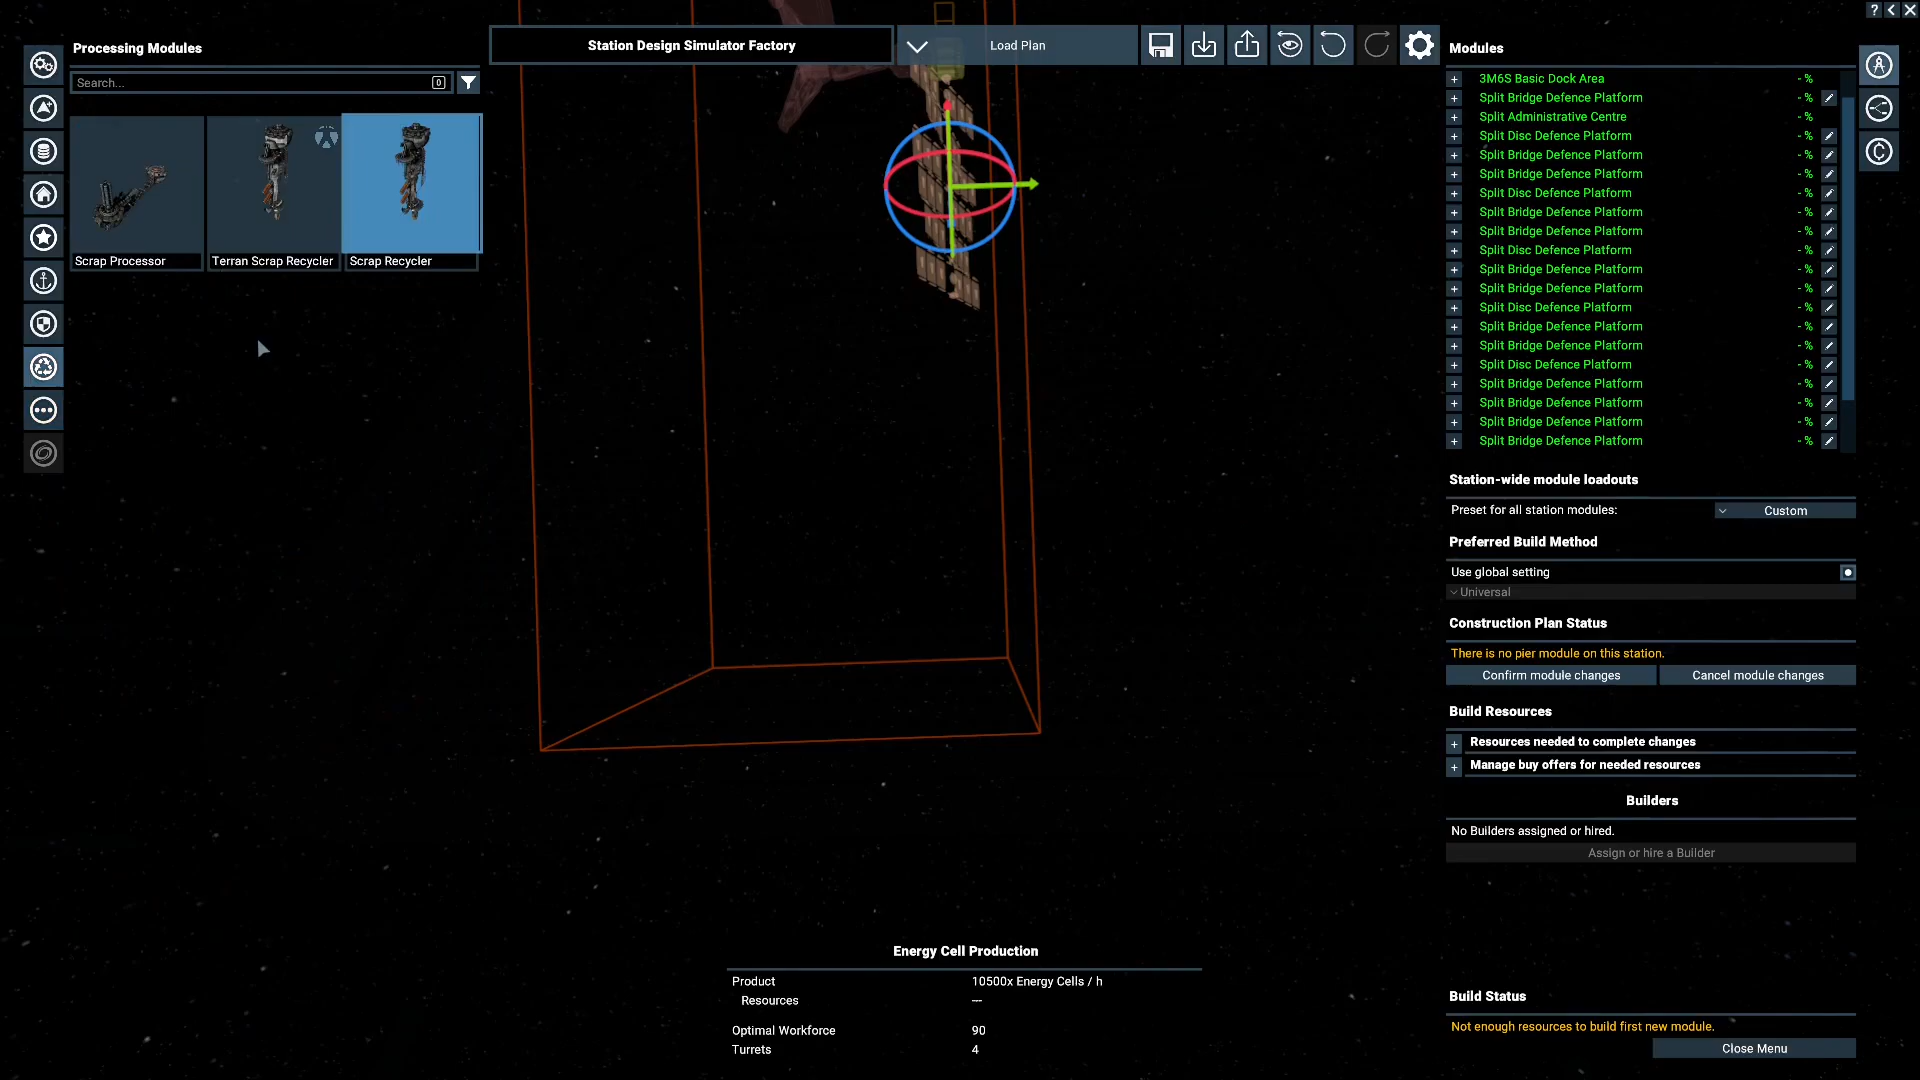 ? < X
Processing Modules
Search...
0
Scrap Processor
Terran Scrap Recycler
Scrap Recycler
Station Design Simulator Factory
Load Plan
Modules
+ 3M6S Basic Dock Area - %
+ Split Bridge Defence Platform - %
+ Split Administrative Centre - %
+ Split Disc Defence Platform - %
+ Split Bridge Defence Platform - %
+ Split Bridge Defence Platform - %
+ Split Disc Defence Platform - %
+ Split Bridge Defence Platform - %
+ Split Bridge Defence Platform - %
+ Split Disc Defence Platform - %
+ Split Bridge Defence Platform - %
+ Split Bridge Defence Platform - %
+ Split Disc Defence Platform - %
+ Split Bridge Defence Platform - %
+ Split Bridge Defence Platform - %
+ Split Disc Defence Platform - %
+ Split Bridge Defence Platform - %
+ Split Bridge Defence Platform - %
+ Split Bridge Defence Platform - %
+ Split Bridge Defence Platform - %
Station-wide module loadouts
Preset for all station modules: Custom
Preferred Build Method
Use global setting
Universal
Construction Plan Status
There is no pier module on this station.
Confirm module changes Cancel module changes
Build Resources
+ Resources needed to complete changes
+ Manage buy offers for needed resources
Builders
No Builders assigned or hired.
Assign or hire a Builder
Energy Cell Production
Product 10500x Energy Cells / h
Resources ---
Optimal Workforce 90
Turrets 4
Build Status
Not enough resources to build first new module.
Close Menu